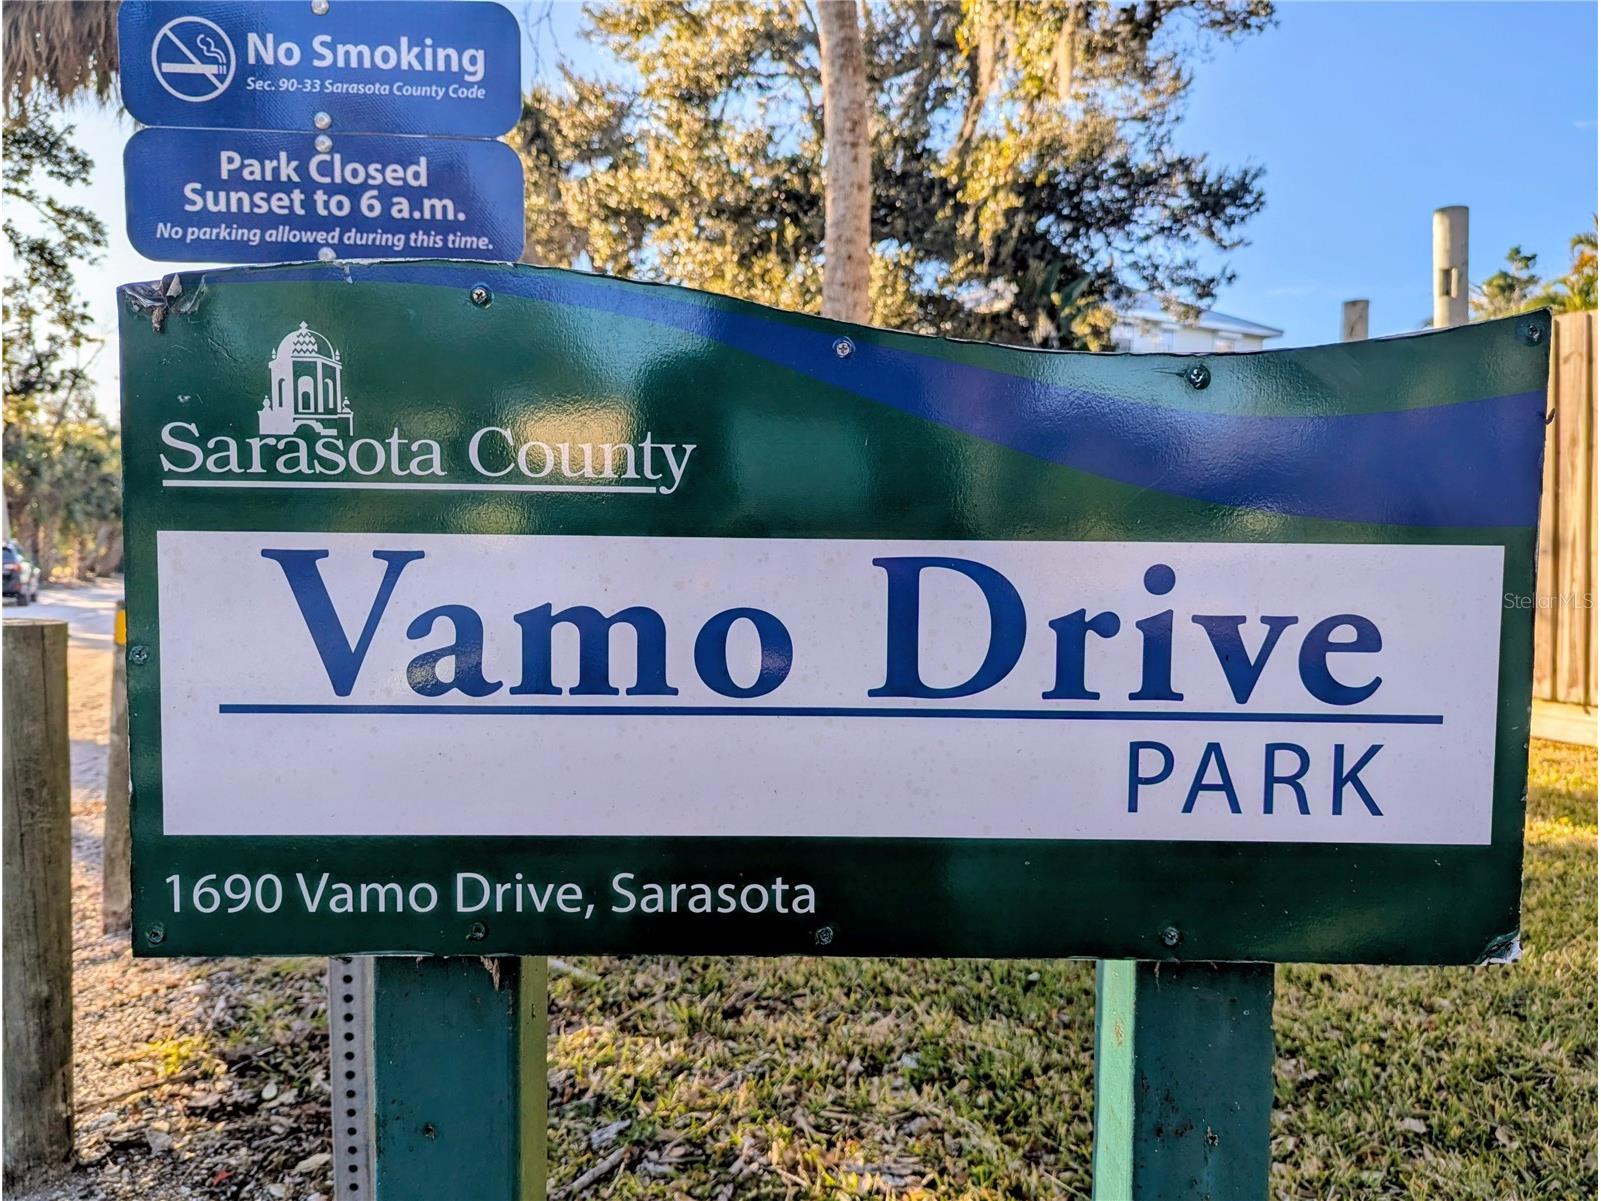 No Smoking
Sec. 90-33 Sarasota County Code
Park Closed
Sunset to 6 a.m.
No parking allowed during this time.
Sarasota County
Vamo Drive
PARK
1690 Vamo Drive, Sarasota
StellarMLS